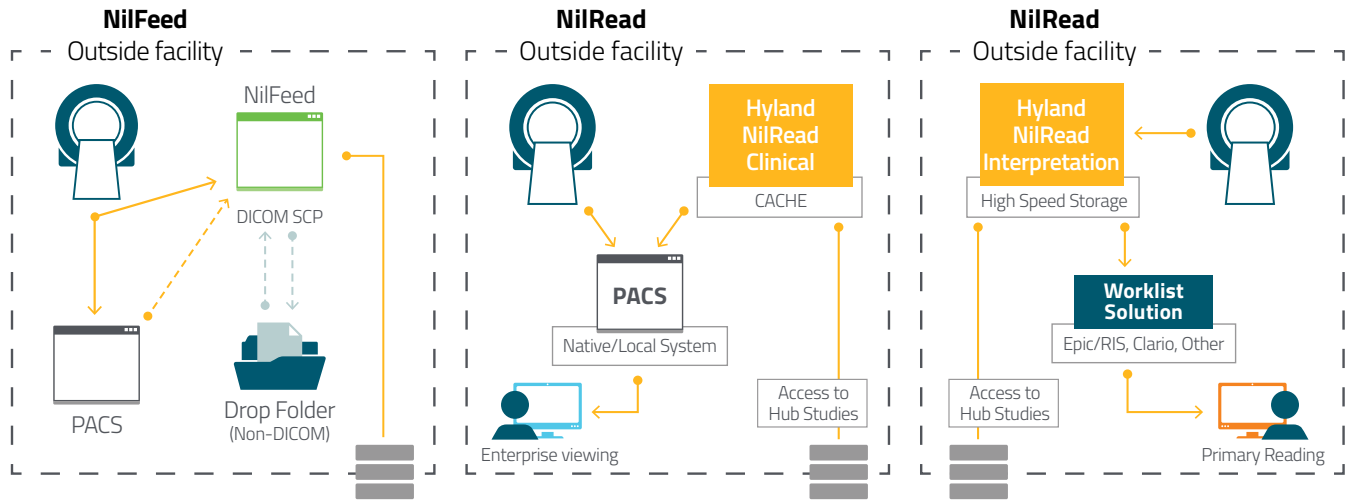 NilFeed
Outside facility
NilFeed
DICOM SCP
PACS
Drop Folder
(Non-DICOM)
NilRead
Outside facility
Hyland
NilRead
Clinical
CACHE
PACS
Native/Local System
Enterprise viewing
Access to
Hub Studies
NilRead
Outside facility
Hyland
NilRead
Interpretation
High Speed Storage
Worklist
Solution
Epic/RIS, Clario, Other
Access to
Hub Studies
Primary Reading